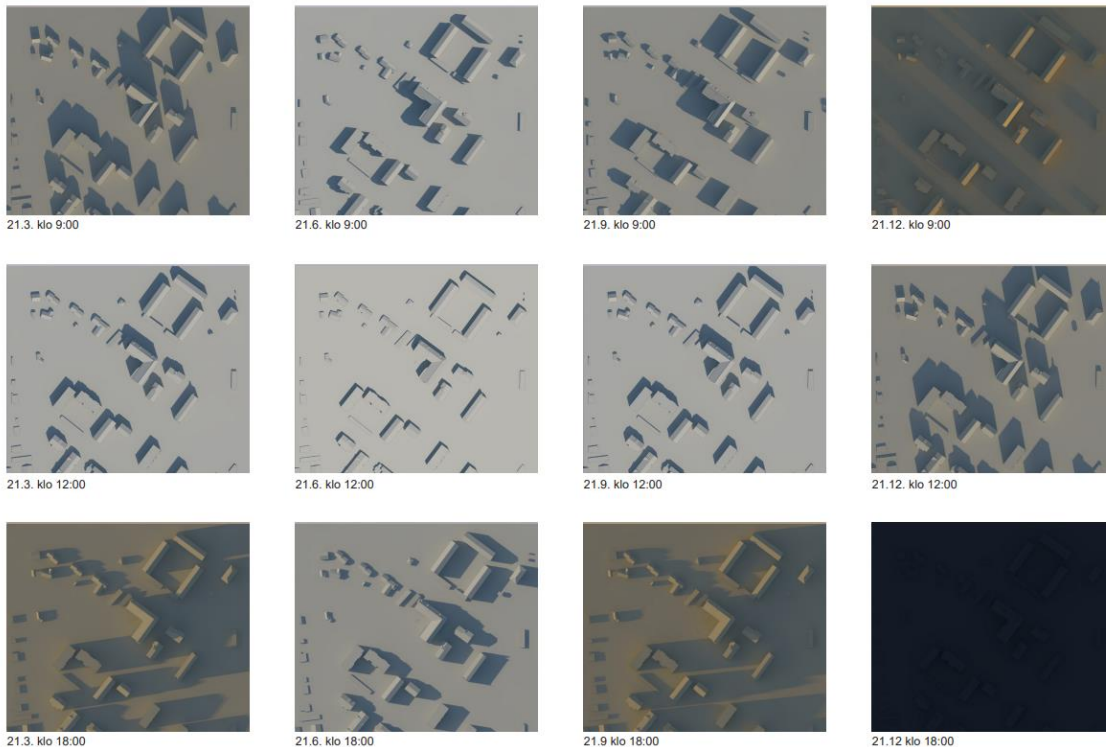 21.3. klo 9:00
21.6. klo 9:00
21.9. klo 9:00
21.12. klo 9:00
21.3. klo 12:00
21.6. klo 12:00
21.9. klo 12:00
21.12. klo 12:00
21.3. klo 18:00
21.6. klo 18:00
21.9 klo 18:00
21.12 klo 18:00